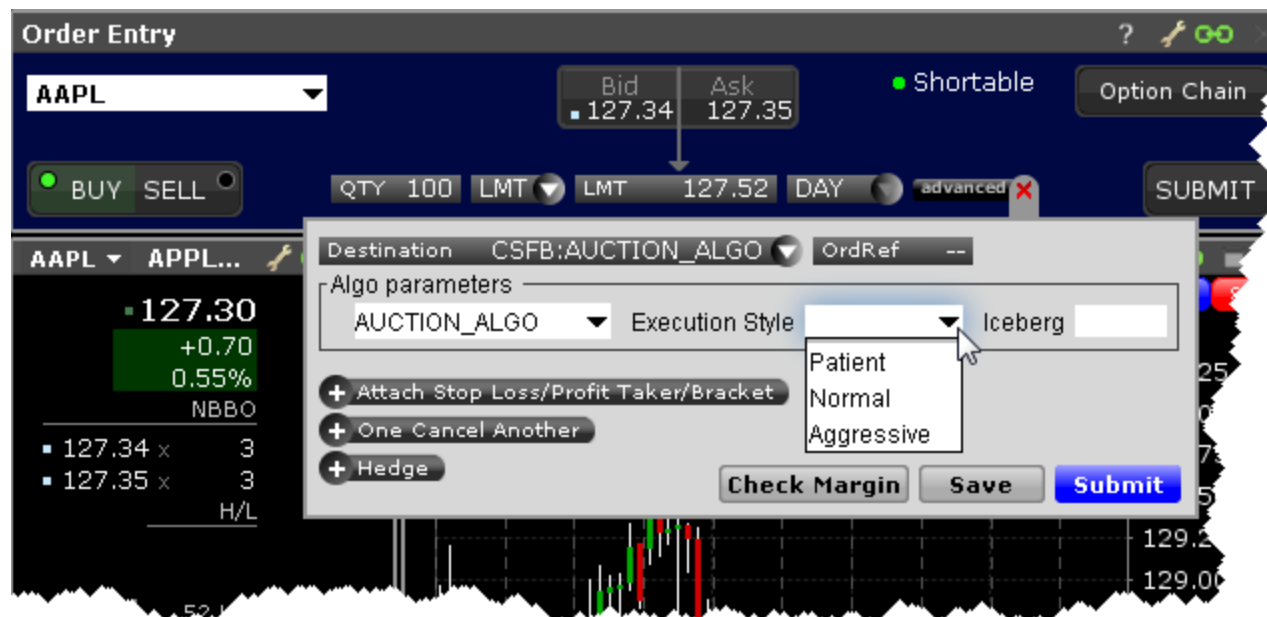 Order Entry ?
AAPL
Bid Ask
127.34 127.35
Shortable
Option Chain
BUY SELL
QTY 100 LMT LMT 127.52 DAY advanced
SUBMIT
AAPL APPL...
Destination CSFB:AUCTION_ALGO OrdRef --
Algo parameters
AUCTION_ALGO Execution Style Iceberg
Patient
Normal
Aggressive
127.30
+0.70
0.55%
NBBO
127.34 x 3
127.35 x 3
H/L
+ Attach Stop Loss/Profit Taker/Bracket
+ One Cancel Another
+ Hedge
Check Margin Save Submit
129.00